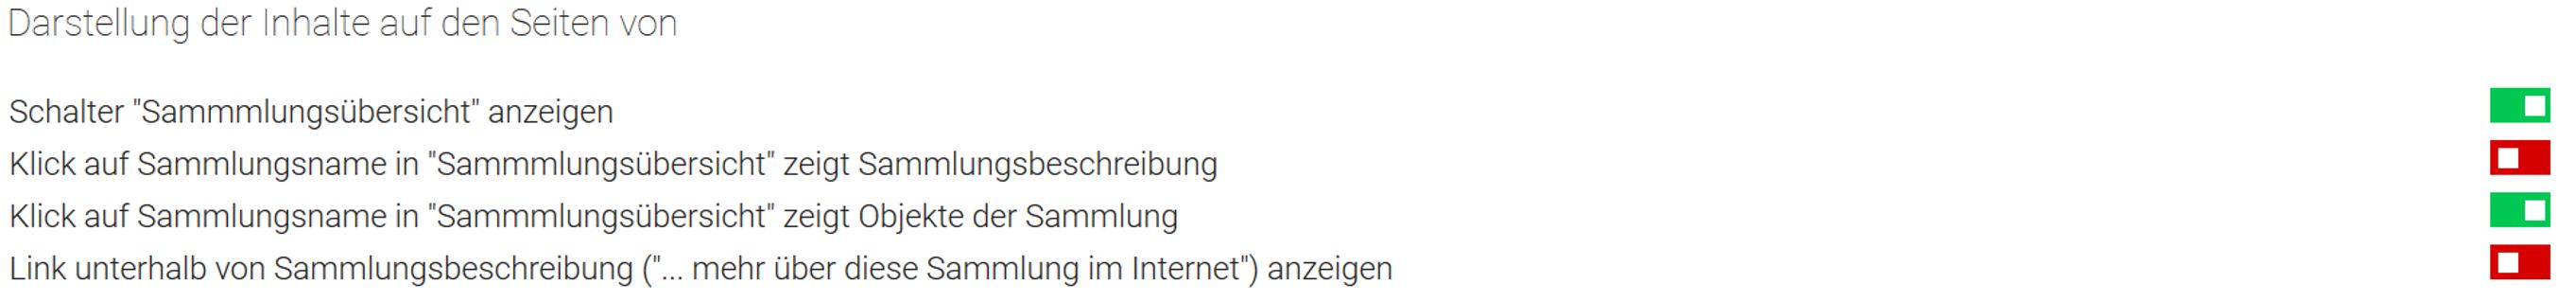 Darstellung der Inhalte auf den Seiten von
Schalter "Sammmlungsübersicht" anzeigen
Klick auf Sammlungsname in "Sammmlungsübersicht" zeigt Sammlungsbeschreibung
Klick auf Sammlungsname in "Sammmlungsübersicht" zeigt Objekte der Sammlung
Link unterhalb von Sammlungsbeschreibung ("... mehr über diese Sammlung im Internet") anzeigen